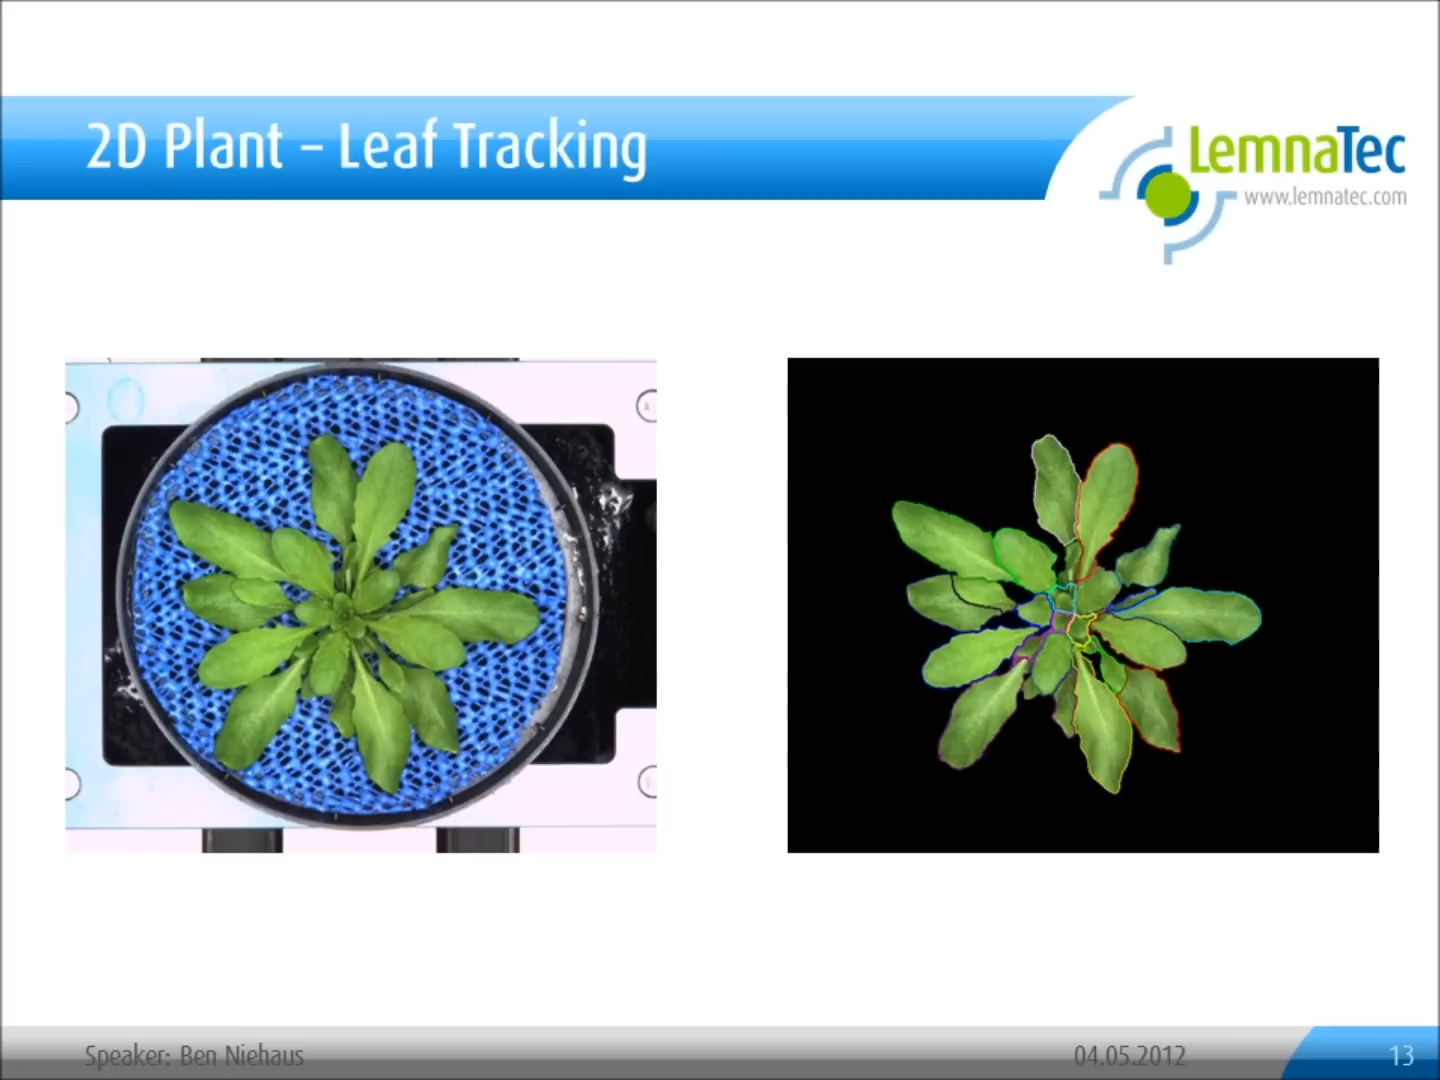 2D Plant – Leaf Tracking
LemnaTec
www.lemnatec.com
Speaker: Ben Niehaus
04.05.2012
13